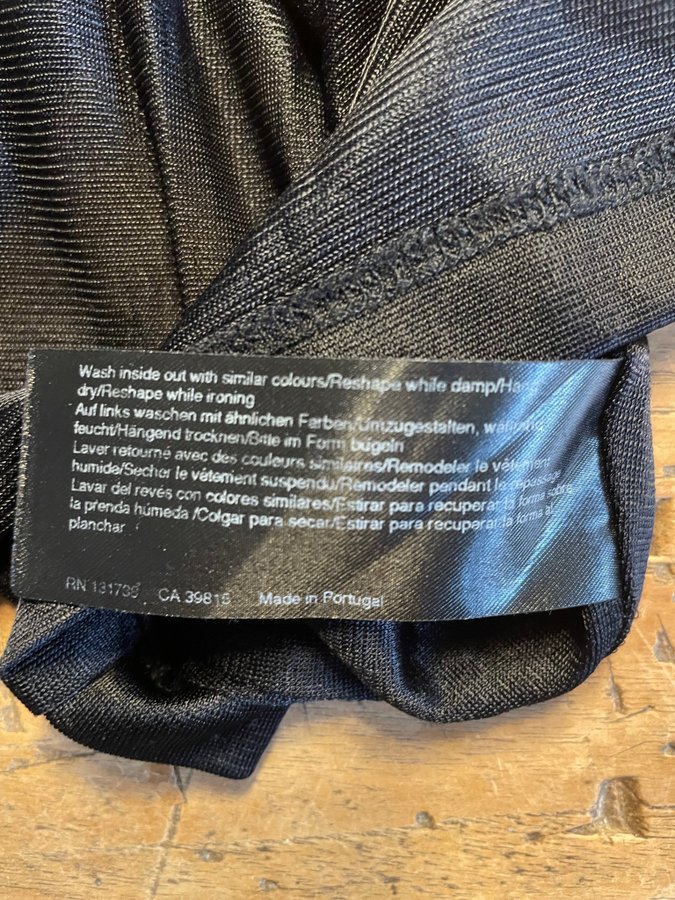 Wash inside out with similar colours/Reshape while damp/Hang
dry/Reshape while ironing
Auf links waschen mit ähnlichen Farben/Umzugestalten, während
feucht/Hängend trocknen/Bitte im Form bügeln
Laver retourné avec des couleurs similaires/Remodeler le vêtement
humide/Secher le vêtement suspendu/Remodeler pendant le repassage
Lavar del revés con colores similares/Estirar para recuperar la forma sobre
la prenda húmeda /Colgar para secar/Estirar para recuperar la forma al
planchar
RN CA 39815 Made in Portugal